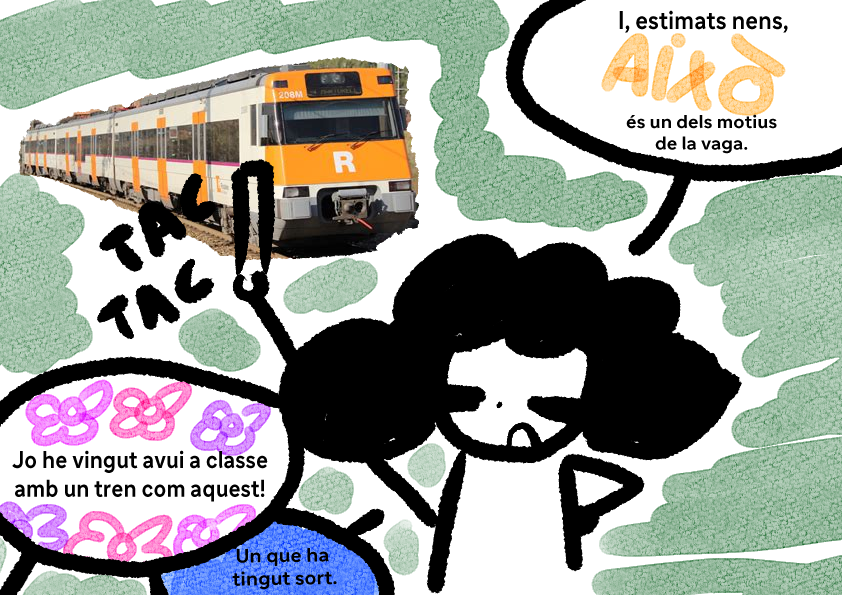 I, estimats nens,
Això
és un dels motius
de la vaga.
208M
R
TAC
TAC
Jo he vingut avui a classe
amb un tren com aquest!
Un que ha
tingut sort.